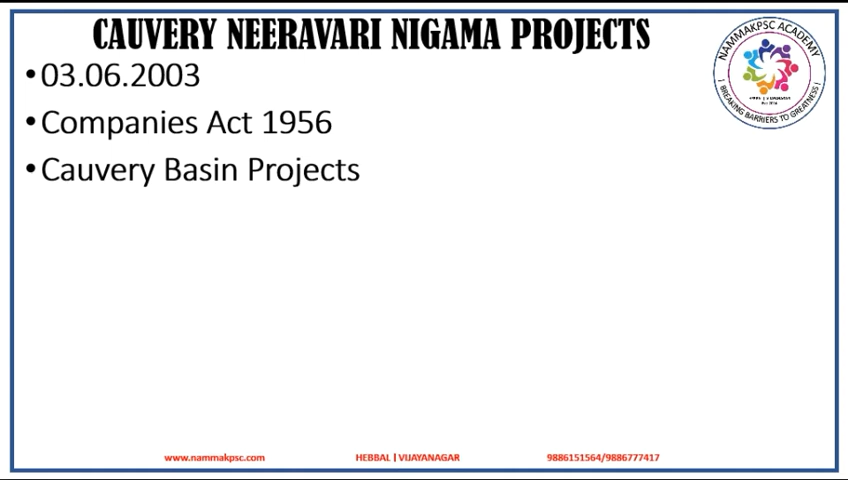 CAUVERY NEERAVARI NIGAMA PROJECTS
•03.06.2003
•Companies Act 1956
•Cauvery Basin Projects
NAMMAKPSC ACADEMY
| BREAKING BARRIERS TO GREATNESS |
www.nammakpsc.com HEBBAL | VIJAYANAGAR 9886151564/9886777417